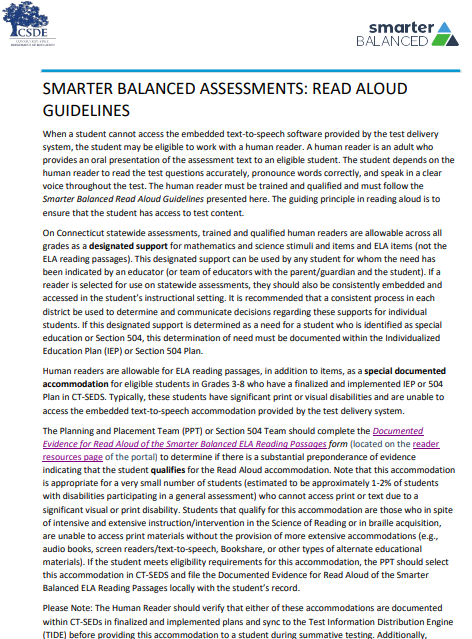 CSDE
CONNECTICUT STATE
DEPARTMENT OF EDUCATION
smarter
BALANCED
SMARTER BALANCED ASSESSMENTS: READ ALOUD
GUIDELINES
When a student cannot access the embedded text-to-speech software provided by the test delivery
system, the student may be eligible to work with a human reader. A human reader is an adult who
provides an oral presentation of the assessment text to an eligible student. The student depends on the
human reader to read the test questions accurately, pronounce words correctly, and speak in a clear
voice throughout the test. The human reader must be trained and qualified and must follow the
Smarter Balanced Read Aloud Guidelines presented here. The guiding principle in reading aloud is to
ensure that the student has access to test content.
On Connecticut statewide assessments, trained and qualified human readers are allowable across all
grades as a designated support for mathematics and science stimuli and items and ELA items (not the
ELA reading passages). This designated support can be used by any student for whom the need has
been indicated by an educator (or team of educators with the parent/guardian and the student). If a
reader is selected for use on statewide assessments, they should also be consistently embedded and
accessed in the student's instructional setting. It is recommended that a consistent process in each
district be used to determine and communicate decisions regarding these supports for individual
students. If this designated support is determined as a need for a student who is identified as special
education or Section 504, this determination of need must be documented within the Individualized
Education Plan (IEP) or Section 504 Plan.
Human readers are allowable for ELA reading passages, in addition to items, as a special documented
accommodation for eligible students in Grades 3-8 who have a finalized and implemented IEP or 504
Plan in CT-SEDS. Typically, these students have significant print or visual disabilities and are unable to
access the embedded text-to-speech accommodation provided by the test delivery system.
The Planning and Placement Team (PPT) or Section 504 Team should complete the Documented
Evidence for Read Aloud of the Smarter Balanced ELA Reading Passages form (located on the reader
resources page of the portal) to determine if there is a substantial preponderance of evidence
indicating that the student qualifies for the Read Aloud accommodation. Note that this accommodation
is appropriate for a very small number of students (estimated to be approximately 1-2% of students
with disabilities participating in a general assessment) who cannot access print or text due to a
significant visual or print disability. Students that qualify for this accommodation are those who in spite
of intensive and extensive instruction/intervention in the Science of Reading or in braille acquisition,
are unable to access print materials without the provision of more extensive accommodations (e.g.,
audio books, screen readers/text-to-speech, Bookshare, or other types of alternate educational
materials). If the student meets eligibility requirements for this accommodation, the PPT should select
this accommodation in CT-SEDS and file the Documented Evidence for Read Aloud of the Smarter
Balanced ELA Reading Passages locally with the student's record.
Please Note: The Human Reader should verify that either of these accommodations are documented
within CT-SEDs in finalized and implemented plans and sync to the Test Information Distribution Engine
(TIDE) before providing this accommodation to a student during summative testing. Additionally,